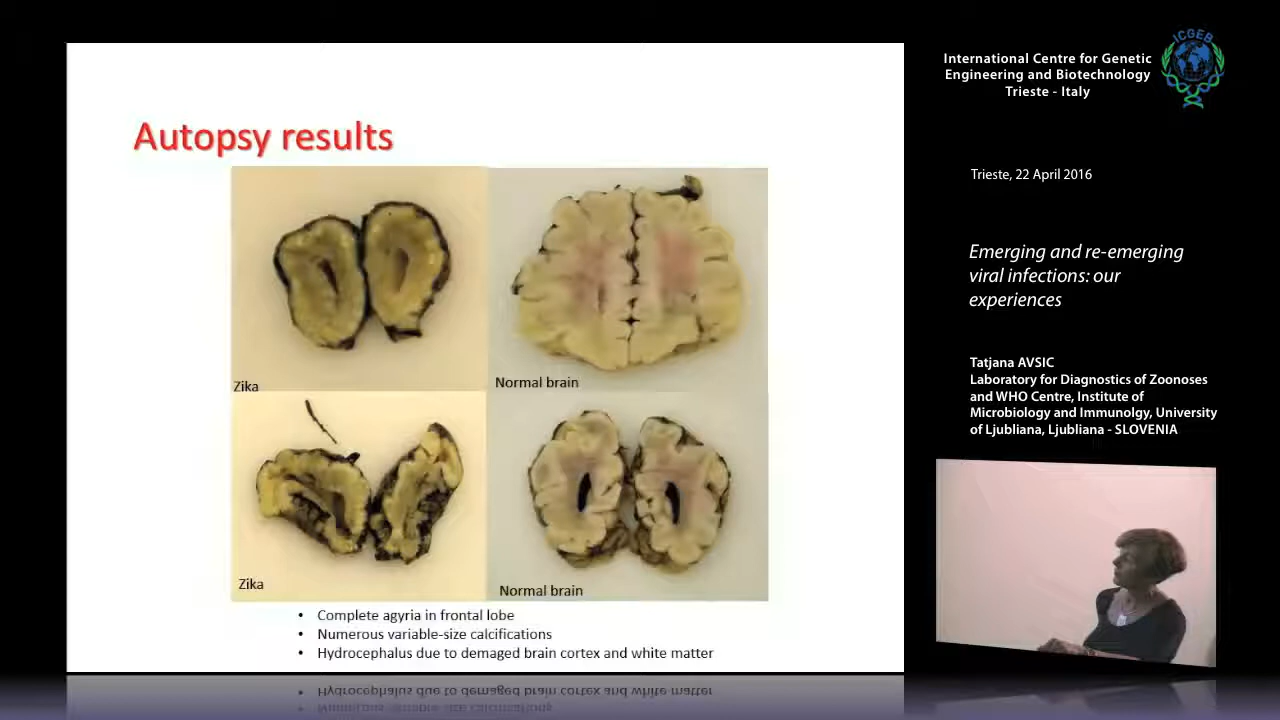 Autopsy results
Zika
Normal brain
Zika
Normal brain
• Complete agyria in frontal lobe
• Numerous variable-size calcifications
• Hydrocephalus due to damaged brain cortex and white matter
International Centre for Genetic
Engineering and Biotechnology
Trieste - Italy
ICGEB
Trieste, 22 April 2016
Emerging and re-emerging
viral infections: our
experiences
Tatjana AVSIC
Laboratory for Diagnostics of Zoonoses
and WHO Centre, Institute of
Microbiology and Immunolgy, University
of Ljubliana, Ljubliana - SLOVENIA